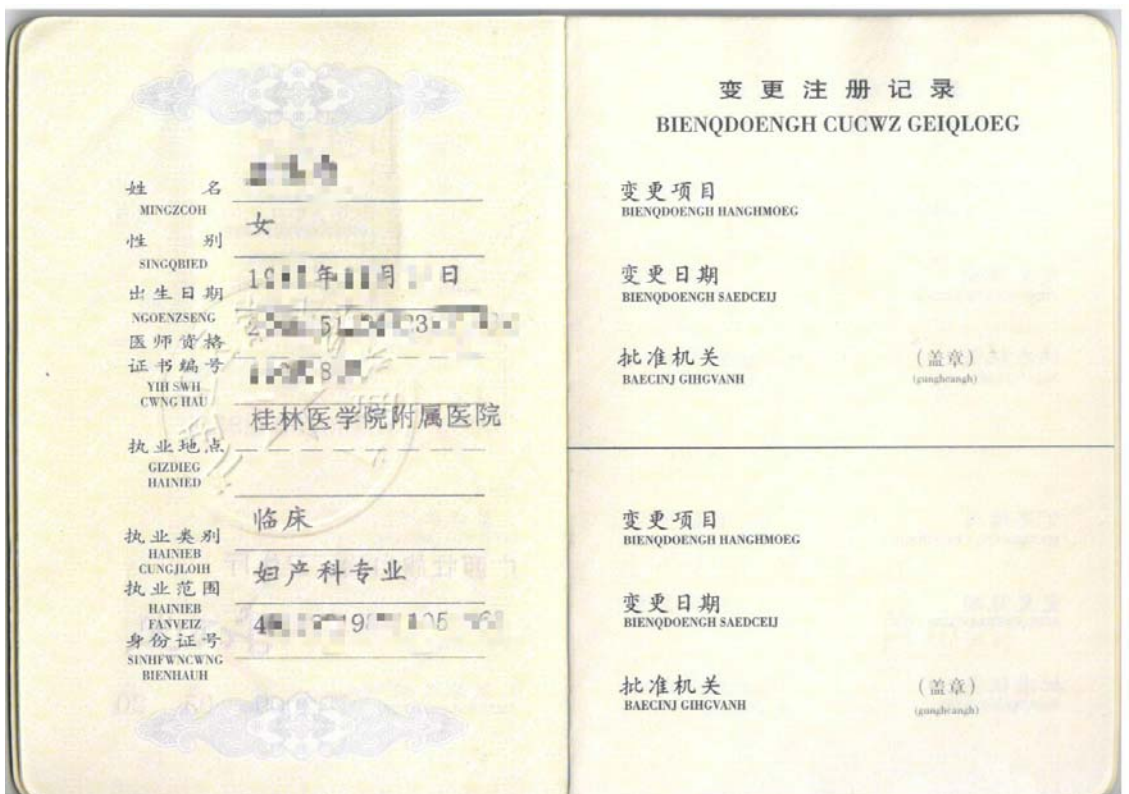 姓 名
MINGZCOH
性 别
女
SINGQBIED
出生日期
年 月 日
NGOENZSENG
医师资格
证书编号
YIH SWH
CWNG HAU
执业地点
桂林医学院附属医院
GIZDIEG
HAINIED
执业类别
临床
HAINIEB
CUNGJLOIH
执业范围
妇产科专业
HAINIEB
FANVEIZ
身份证号
SINHFWNCWNG
BIENHAUH
变更注册记录
BIENQDOENGH CUCWZ GEIQLOEG
变更项目
BIENQDOENGH HANGHMOEG
变更日期
BIENQDOENGH SAEDCEIJ
批准机关 (盖章)
BAECINJ GIHGVANH (gunghcangh)
变更项目
BIENQDOENGH HANGHMOEG
变更日期
BIENQDOENGH SAEDCEIJ
批准机关 (盖章)
BAECINJ GIHGVANH (gunghcangh)